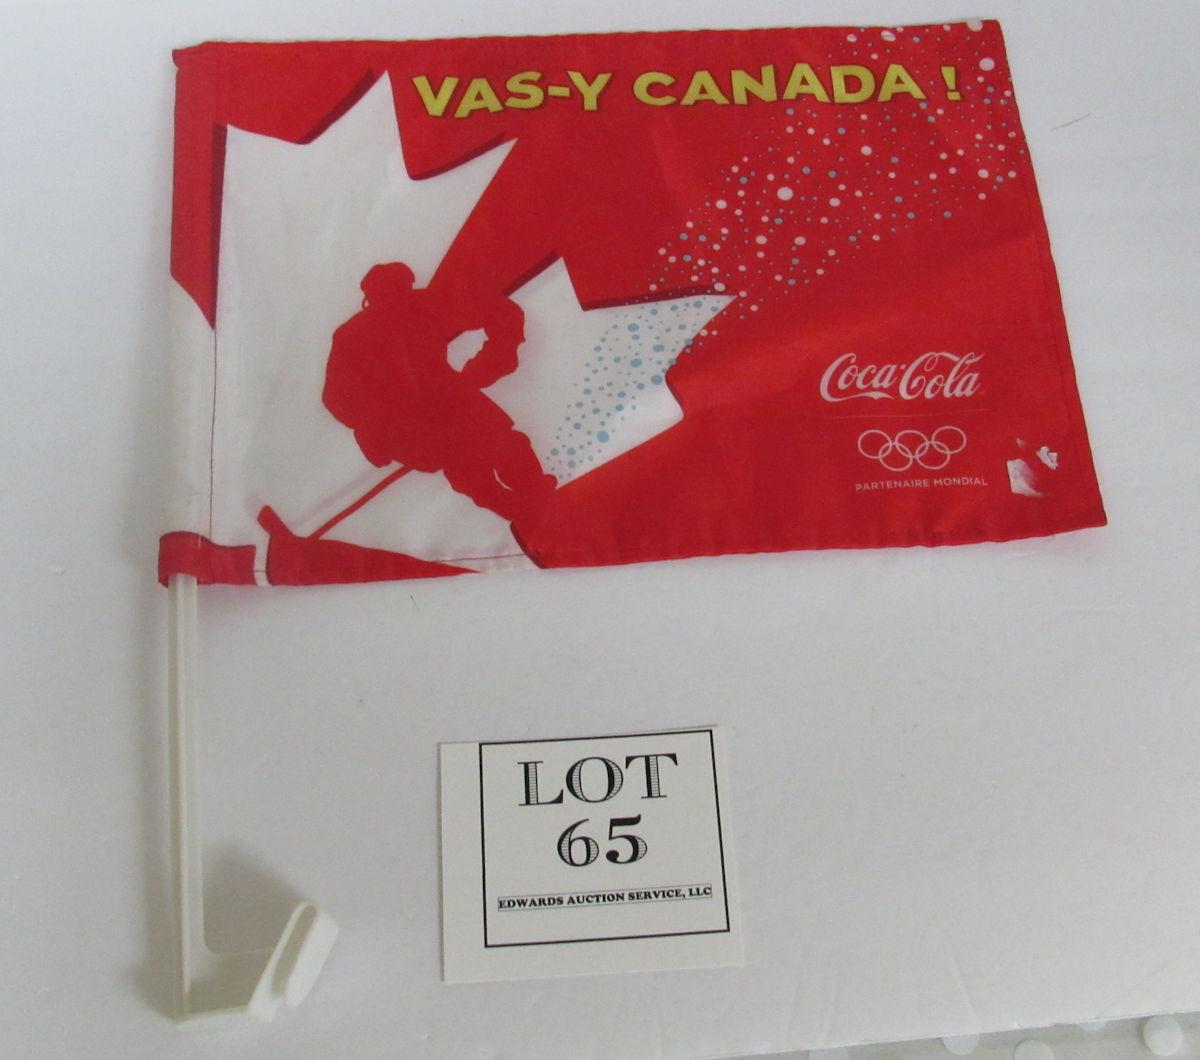 VAS-Y CANADA !
Coca-Cola
PARTENAIRE MONDIAL
LOT
65
EDWARDS AUCTION SERVICE, LLC